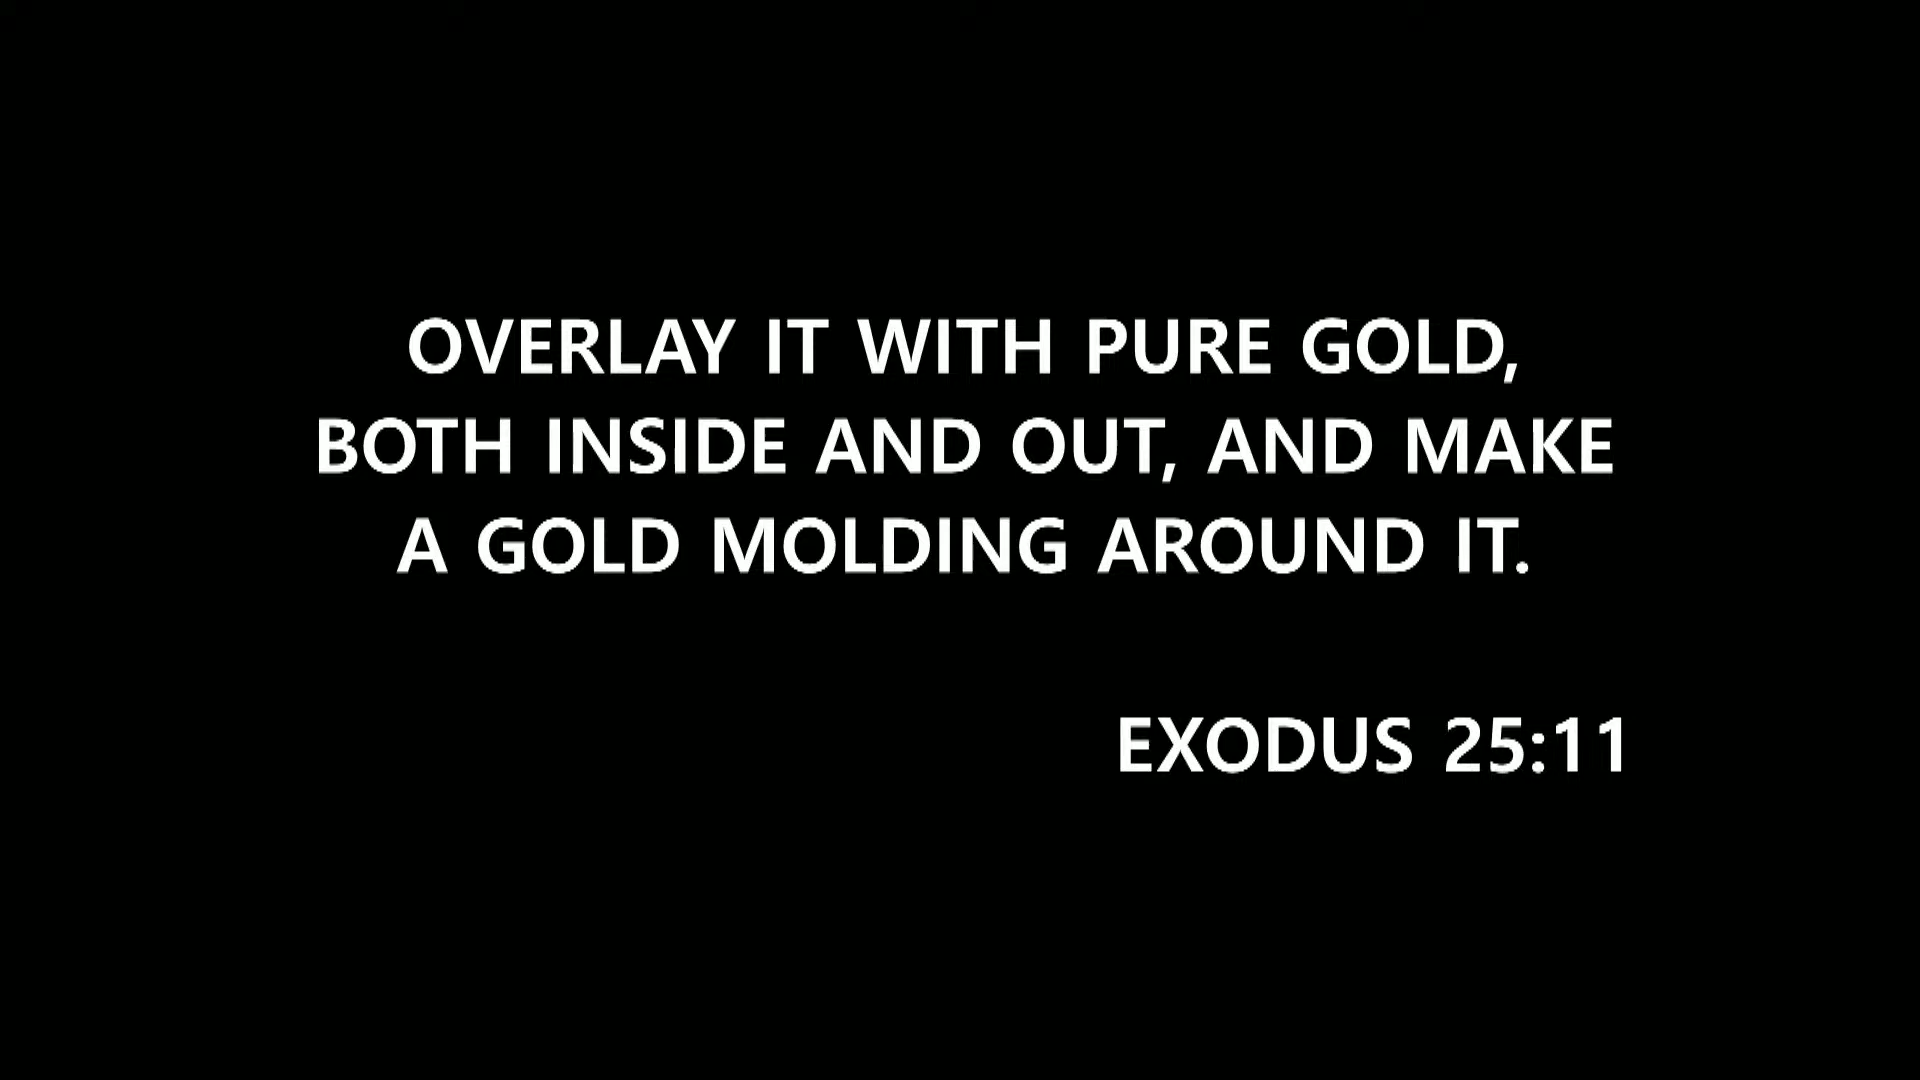 OVERLAY IT WITH PURE GOLD,
BOTH INSIDE AND OUT, AND MAKE
A GOLD MOLDING AROUND IT.
EXODUS 25:11